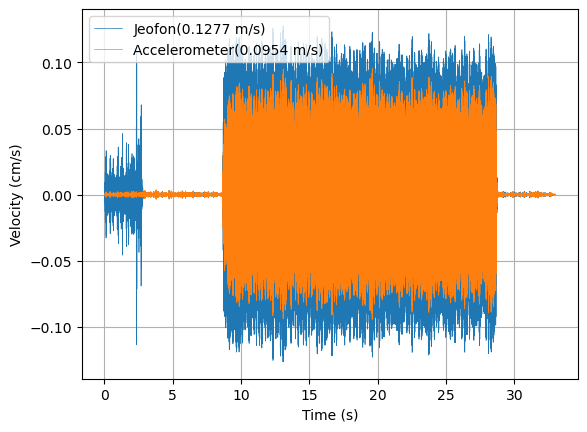 Jeofon(0.1277 m/s)
Accelerometer(0.0954 m/s)
0.10
0.05
0.00
−0.05
−0.10
Velocity (cm/s)
0 5 10 15 20 25 30
Time (s)